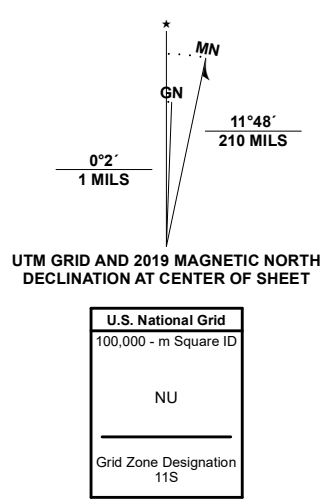 ★
MN
GN
11°48´
210 MILS
0°2´
1 MILS
UTM GRID AND 2019 MAGNETIC NORTH
DECLINATION AT CENTER OF SHEET
U.S. National Grid
100,000 - m Square ID
NU
Grid Zone Designation
11S